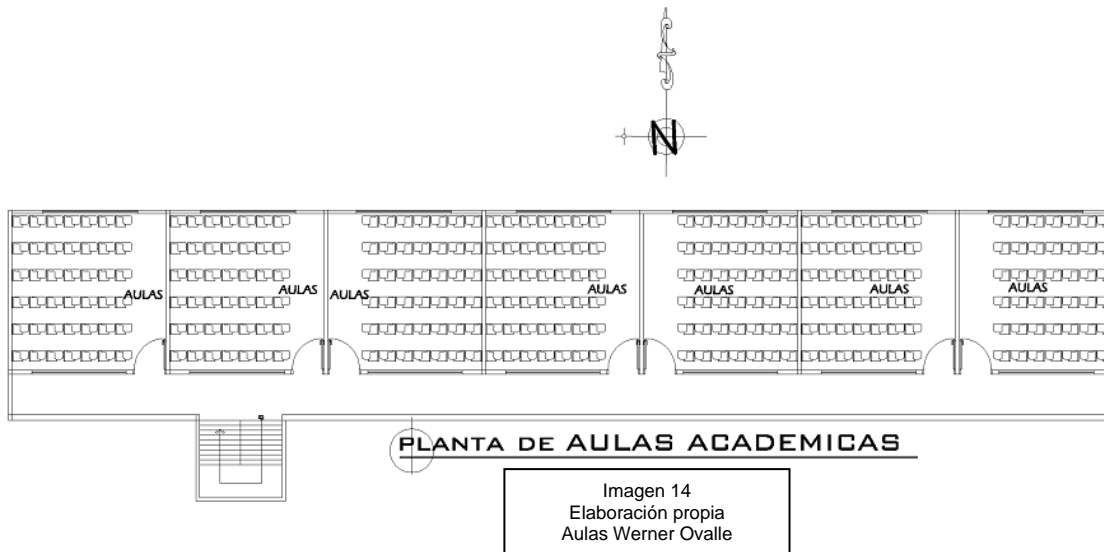 N
AULAS
AULAS
AULAS
AULAS
AULAS
AULAS
AULAS
PLANTA DE AULAS ACADEMICAS
Imagen 14
Elaboración propia
Aulas Werner Ovalle